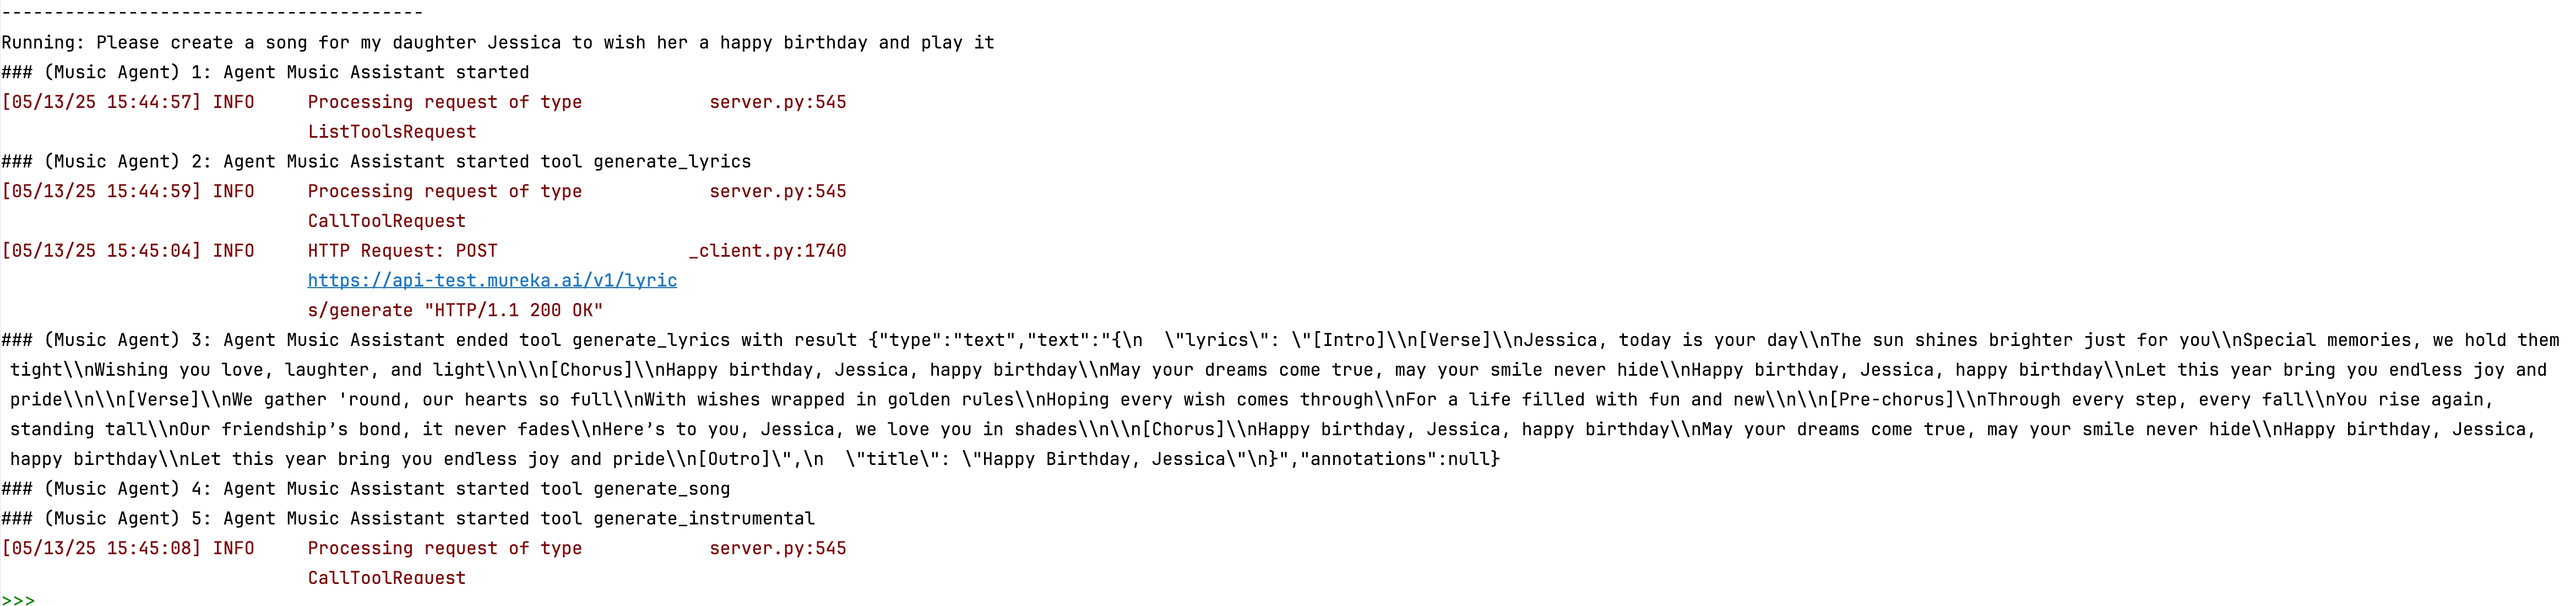 ----------------------------------------
Running: Please create a song for my daughter Jessica to wish her a happy birthday and play it
### (Music Agent) 1: Agent Music Assistant started
[05/13/25 15:44:57] INFO     Processing request of type            server.py:545
                             ListToolsRequest
### (Music Agent) 2: Agent Music Assistant started tool generate_lyrics
[05/13/25 15:44:59] INFO     Processing request of type            server.py:545
                             CallToolRequest
[05/13/25 15:45:04] INFO     HTTP Request: POST                  _client.py:1740
                             https://api-test.mureka.ai/v1/lyric
                             s/generate "HTTP/1.1 200 OK"
### (Music Agent) 3: Agent Music Assistant ended tool generate_lyrics with result {"type":"text","text":"{\n  \"lyrics\": \"[Intro]\\n[Verse]\\nJessica, today is your day\\nThe sun shines brighter just for you\\nSpecial memories, we hold them
tight\\nWishing you love, laughter, and light\\n\\n[Chorus]\\nHappy birthday, Jessica, happy birthday\\nMay your dreams come true, may your smile never hide\\nHappy birthday, Jessica, happy birthday\\nLet this year bring you endless joy and
pride\\n\\n[Verse]\\nWe gather 'round, our hearts so full\\nWith wishes wrapped in golden rules\\nHoping every wish comes through\\nFor a life filled with fun and new\\n\\n[Pre-chorus]\\nThrough every step, every fall\\nYou rise again,
standing tall\\nOur friendship’s bond, it never fades\\nHere’s to you, Jessica, we love you in shades\\n\\n[Chorus]\\nHappy birthday, Jessica, happy birthday\\nMay your dreams come true, may your smile never hide\\nHappy birthday, Jessica,
happy birthday\\nLet this year bring you endless joy and pride\\n[Outro]\",\n  \"title\": \"Happy Birthday, Jessica\"\n}","annotations":null}
### (Music Agent) 4: Agent Music Assistant started tool generate_song
### (Music Agent) 5: Agent Music Assistant started tool generate_instrumental
[05/13/25 15:45:08] INFO     Processing request of type            server.py:545
                             CallToolRequest
>>>